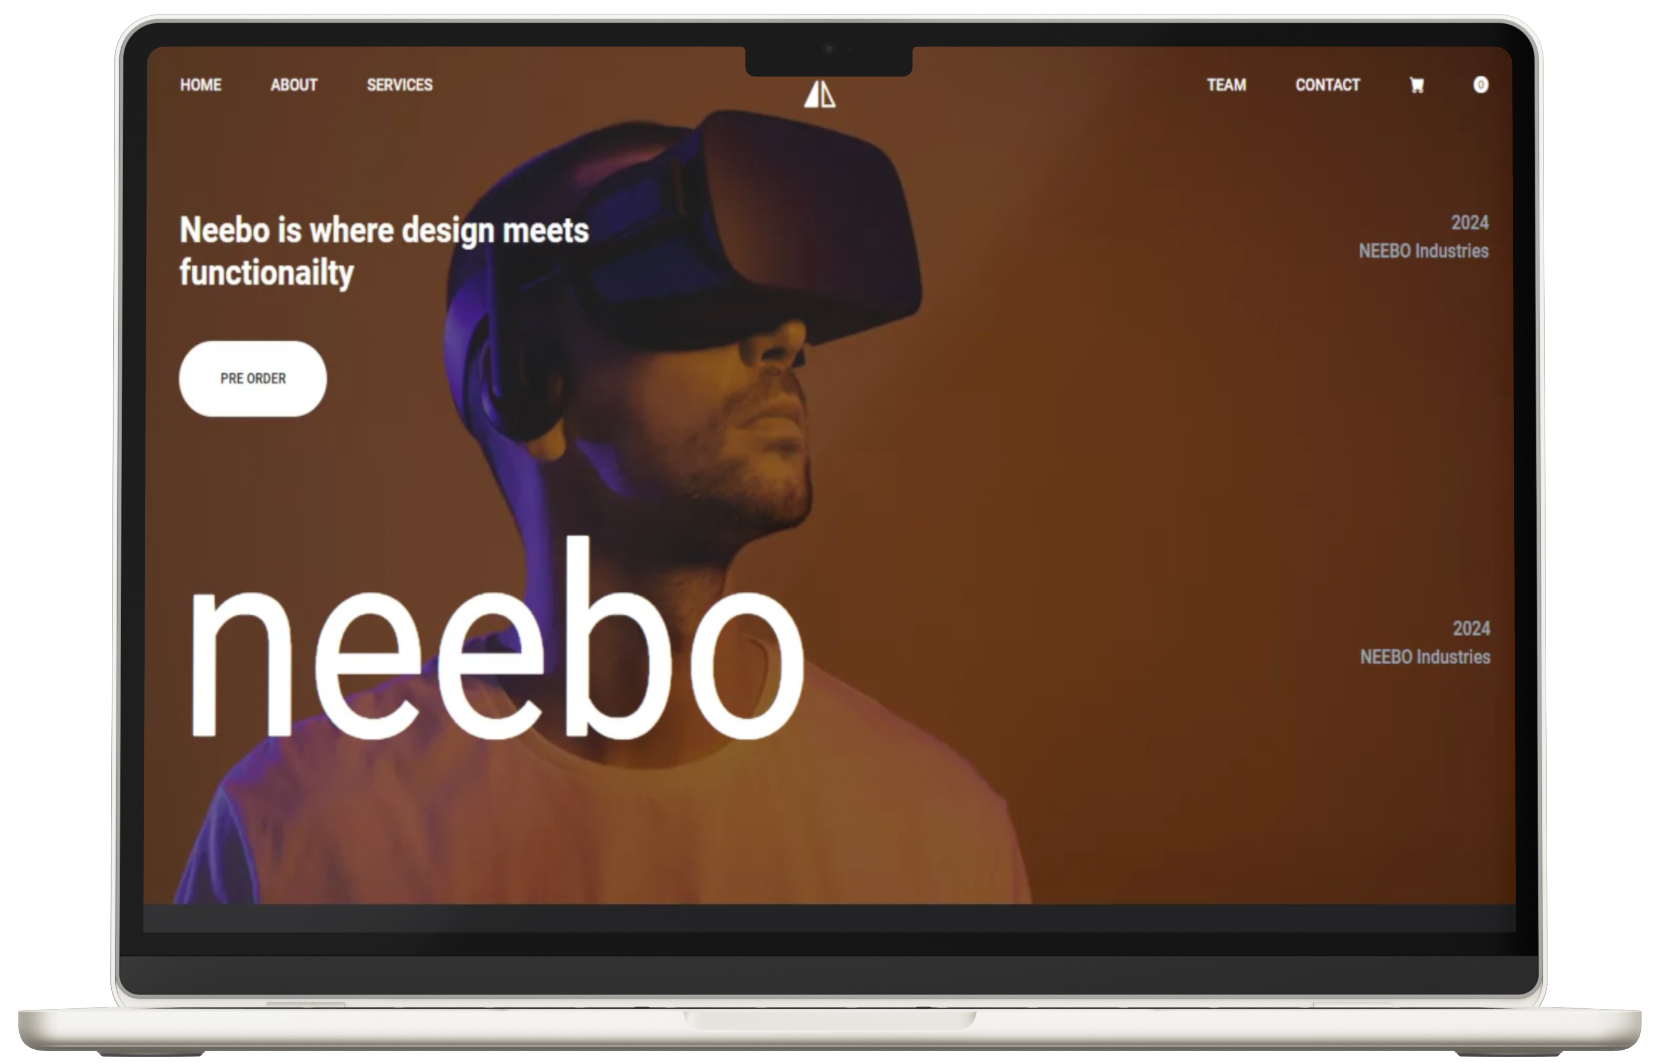 HOME ABOUT SERVICES TEAM CONTACT 0
Neebo is where design meets
functionailty
PRE ORDER
2024
NEEBO Industries
neebo
2024
NEEBO Industries